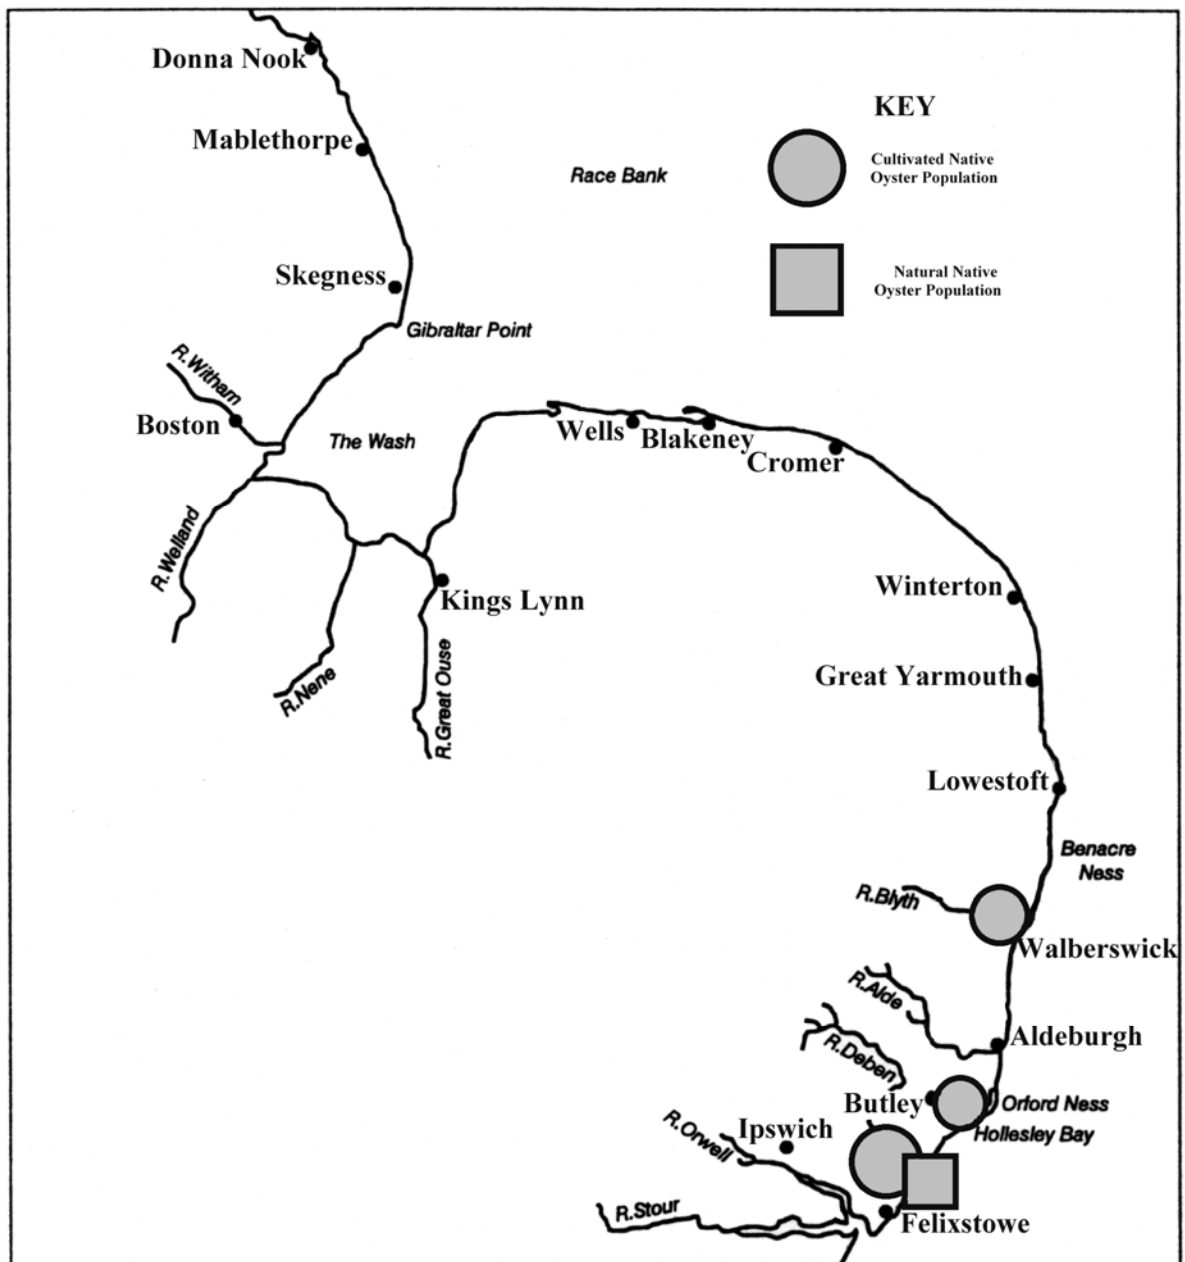 Donna Nook
KEY
Mablethorpe
Cultivated Native
Oyster Population
Race Bank
Skegness
Natural Native
Oyster Population
Gibraltar Point
R.Witham
Boston
The Wash
Wells
Blakeney
Cromer
R.Welland
Kings Lynn
Winterton
R.Nene
R.Great Ouse
Great Yarmouth
Lowestoft
Benacre
Ness
R.Blyth
Walberswick
R.Alde
Aldeburgh
R.Deben
Butley
Orford Ness
Hollesley Bay
R.Orwell
Ipswich
R.Stour
Felixstowe